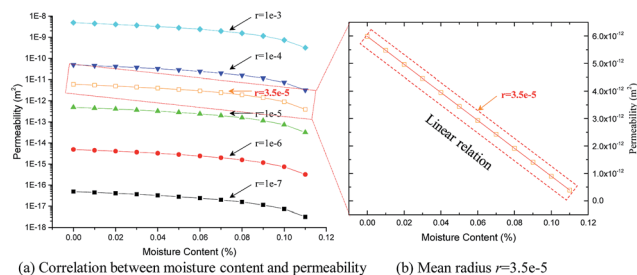 1E-8
1E-9
1E-10
1E-11
1E-12
1E-13
1E-14
1E-15
1E-16
1E-17
1E-18
Permeability (m²)
r=1e-3
r=1e-4
r=3.5e-5
r=1e-5
r=1e-6
r=1e-7
0.00 0.02 0.04 0.06 0.08 0.10 0.12
Moisture Content (%)
(a) Correlation between moisture content and permeability
r=3.5e-5
Linear relation
6.0x10-12
5.0x10-12
4.0x10-12
3.0x10-12
2.0x10-12
1.0x10-12
0.0
Permeability (m²)
0.00 0.02 0.04 0.06 0.08 0.10 0.12
Moisture Content (%)
(b) Mean radius r=3.5e-5